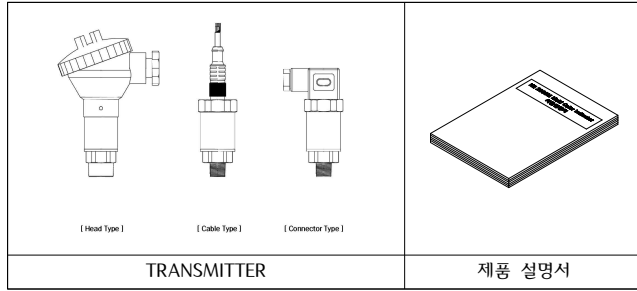 [ Head Type ]
[ Cable Type ]
[ Connector Type ]
TRANSMITTER
제품 설명서